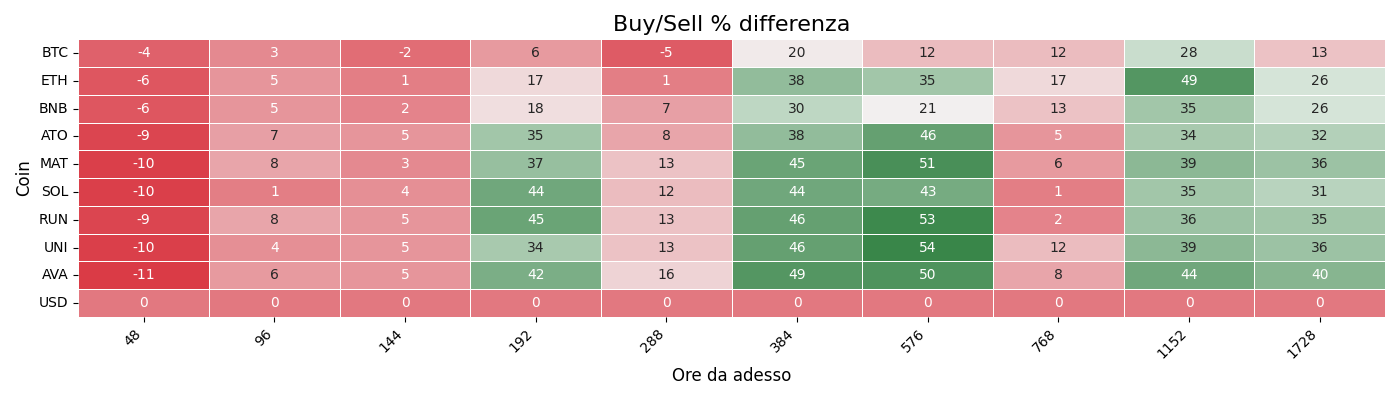 Buy/Sell % differenza
Coin
BTC -4 3 -2 6 -5 20 12 12 28 13
ETH -6 5 1 17 1 38 35 17 49 26
BNB -6 5 2 18 7 30 21 13 35 26
ATO -9 7 5 35 8 38 46 5 34 32
MAT -10 8 3 37 13 45 51 6 39 36
SOL -10 1 4 44 12 44 43 1 35 31
RUN -9 8 5 45 13 46 53 2 36 35
UNI -10 4 5 34 13 46 54 12 39 36
AVA -11 6 5 42 16 49 50 8 44 40
USD 0 0 0 0 0 0 0 0 0 0
48 96 144 192 288 384 576 768 1152 1728
Ore da adesso